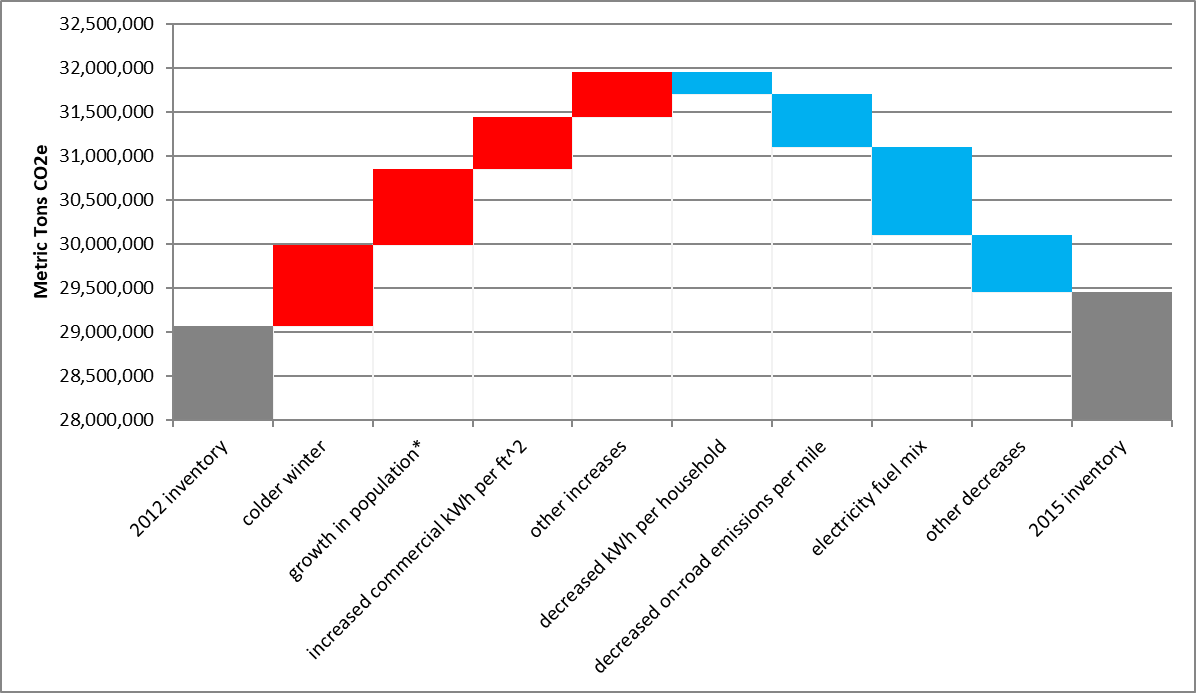 Metric Tons CO2e
32,500,000
32,000,000
31,500,000
31,000,000
30,500,000
30,000,000
29,500,000
29,000,000
28,500,000
28,000,000
2012 inventory
colder winter
growth in population*
increased commercial kWh per ft^2
other increases
decreased kWh per household
decreased on-road emissions per mile
electricity fuel mix
other decreases
2015 inventory